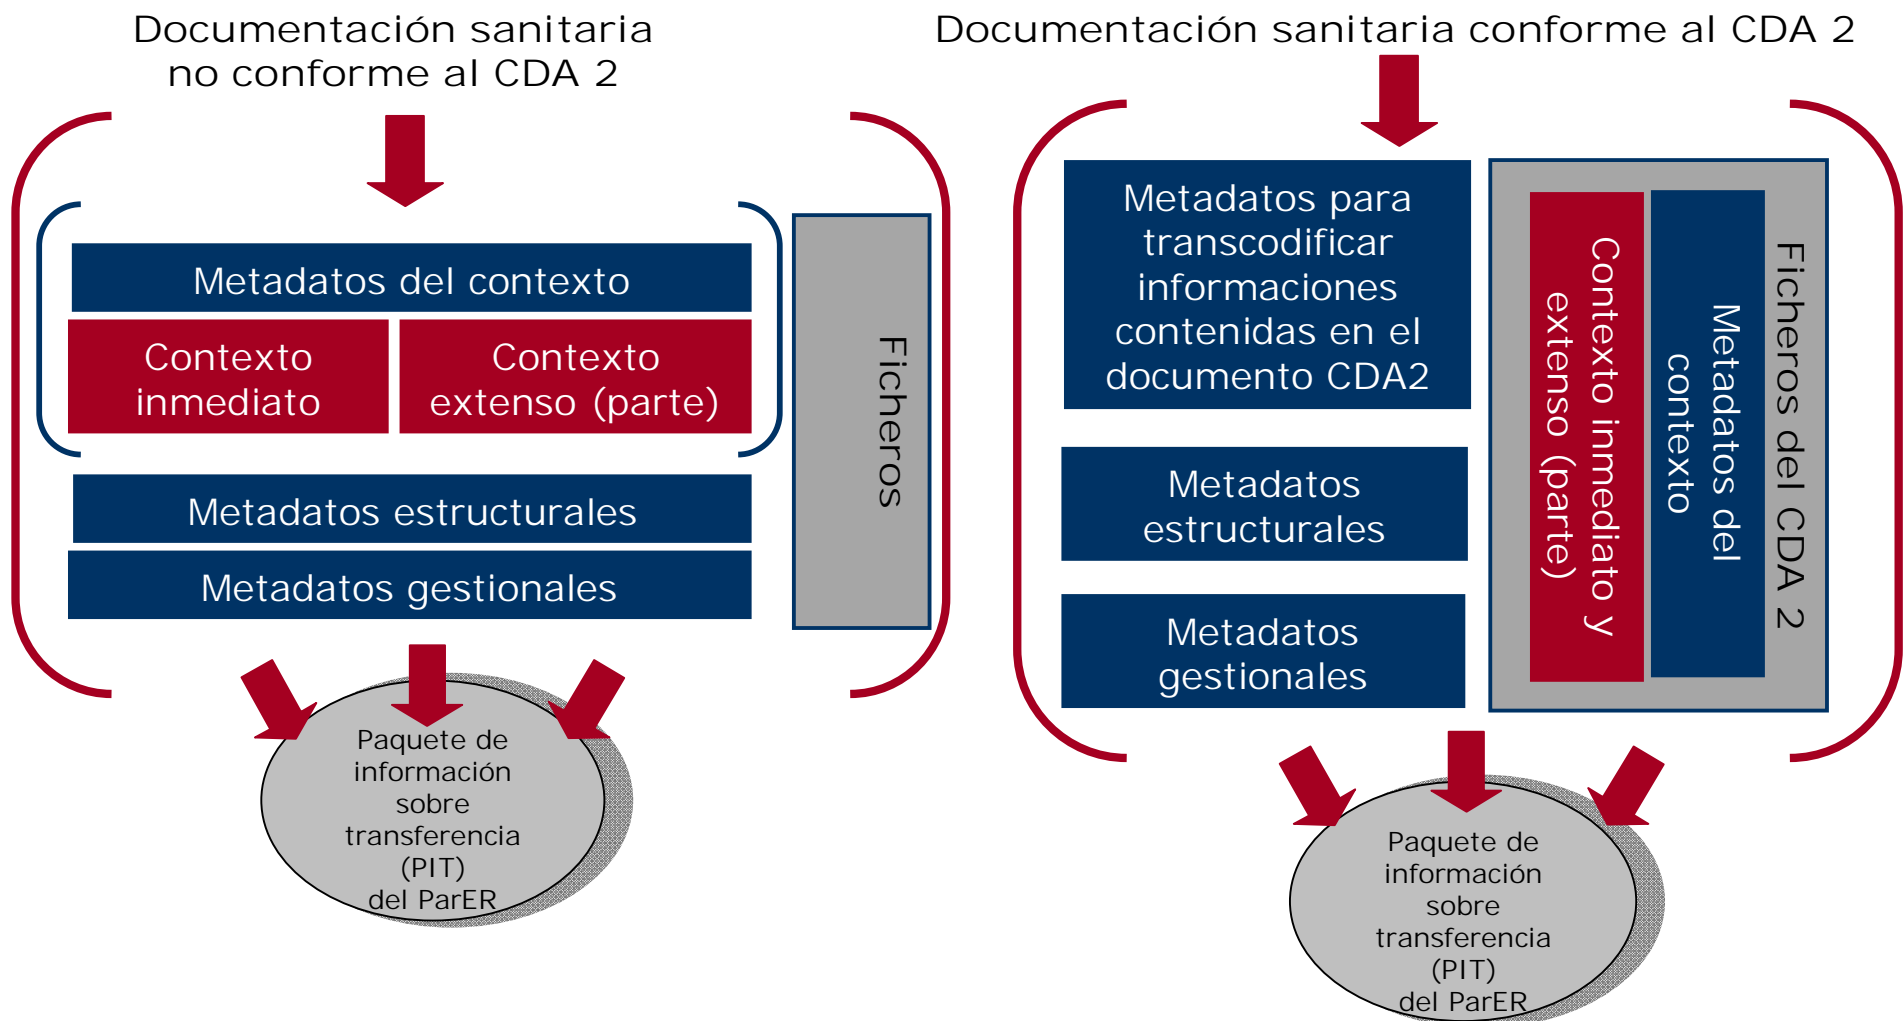 Documentación sanitaria
no conforme al CDA 2
Metadatos del contexto
Contexto
inmediato
Contexto
extenso (parte)
Metadatos estructurales
Metadatos gestionales
Ficheros
Paquete de
información
sobre
transferencia
(PIT)
del ParER
Documentación sanitaria conforme al CDA 2
Metadatos para
transcodificar
informaciones
contenidas en el
documento CDA2
Metadatos
estructurales
Metadatos
gestionales
Ficheros del CDA 2
Metadatos del
contexto
Contexto inmediato y
extenso (parte)
Paquete de
información
sobre
transferencia
(PIT)
del ParER